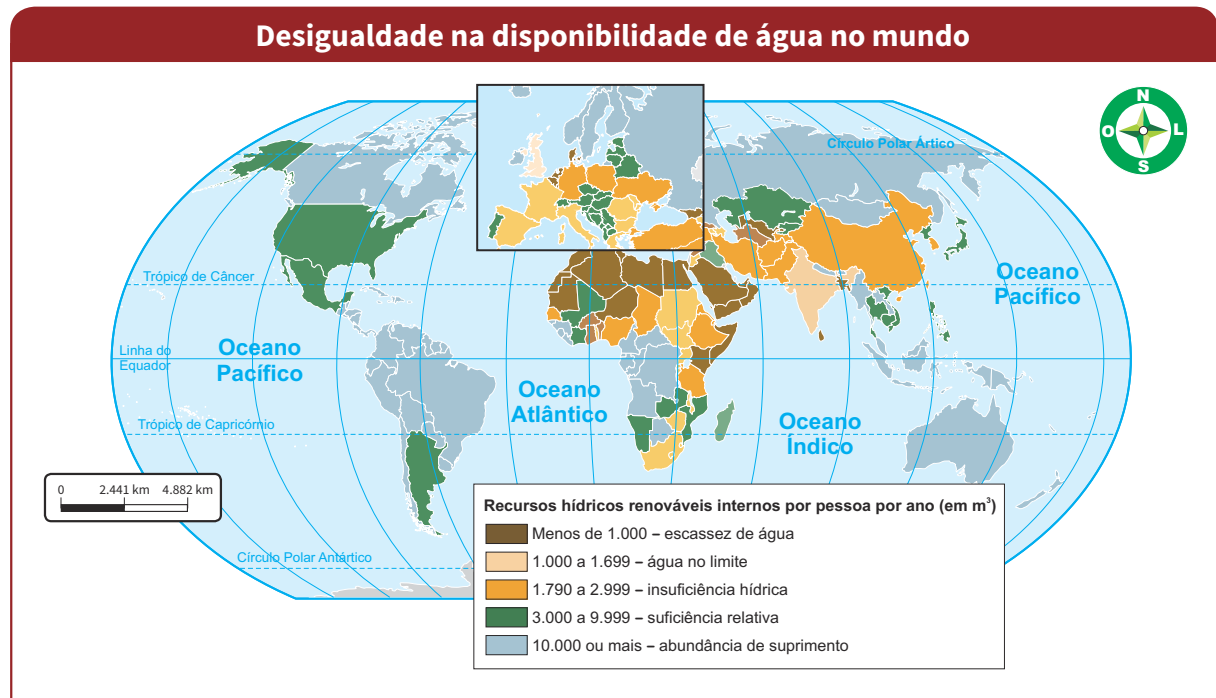 Desigualdade na disponibilidade de água no mundo
N
O
L
S
Círculo Polar Ártico
Trópico de Câncer
Oceano
Pacífico
Linha do
Equador
Oceano
Pacífico
Oceano
Atlântico
Trópico de Capricórnio
Oceano
Índico
0 2.441 km 4.882 km
Círculo Polar Antártico
Recursos hídricos renováveis internos por pessoa por ano (em m³)
Menos de 1.000 – escassez de água
1.000 a 1.699 – água no limite
1.790 a 2.999 – insuficiência hídrica
3.000 a 9.999 – suficiência relativa
10.000 ou mais – abundância de suprimento